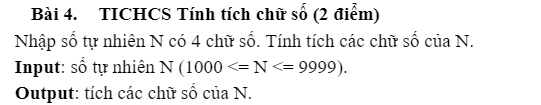 Bài 4. TICHCS Tính tích chữ số (2 điểm)
Nhập số tự nhiên N có 4 chữ số. Tính tích các chữ số của N.
Input: số tự nhiên N (1000 <= N <= 9999).
Output: tích các chữ số của N.